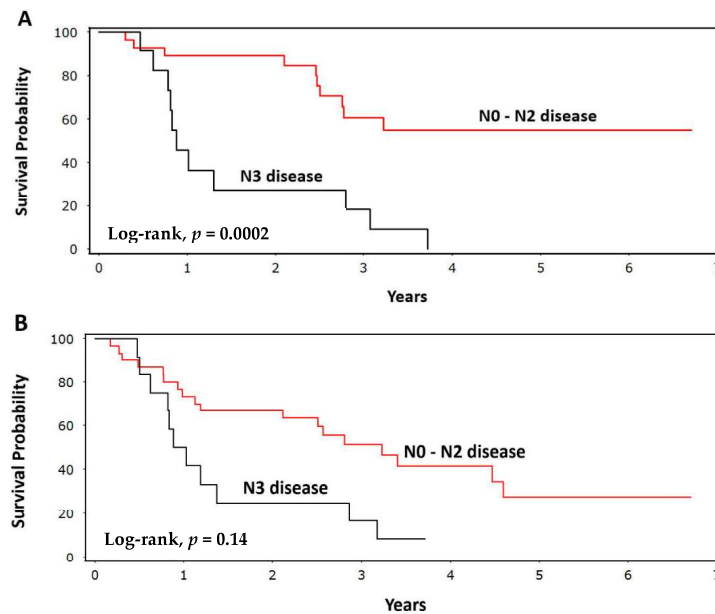 A
100
80
60
40
20
0
Survival Probability
N0 - N2 disease
N3 disease
Log-rank, p = 0.0002
0 1 2 3 4 5 6 7
Years
B
100
80
60
40
20
0
Survival Probability
N0 - N2 disease
N3 disease
Log-rank, p = 0.14
0 1 2 3 4 5 6 7
Years